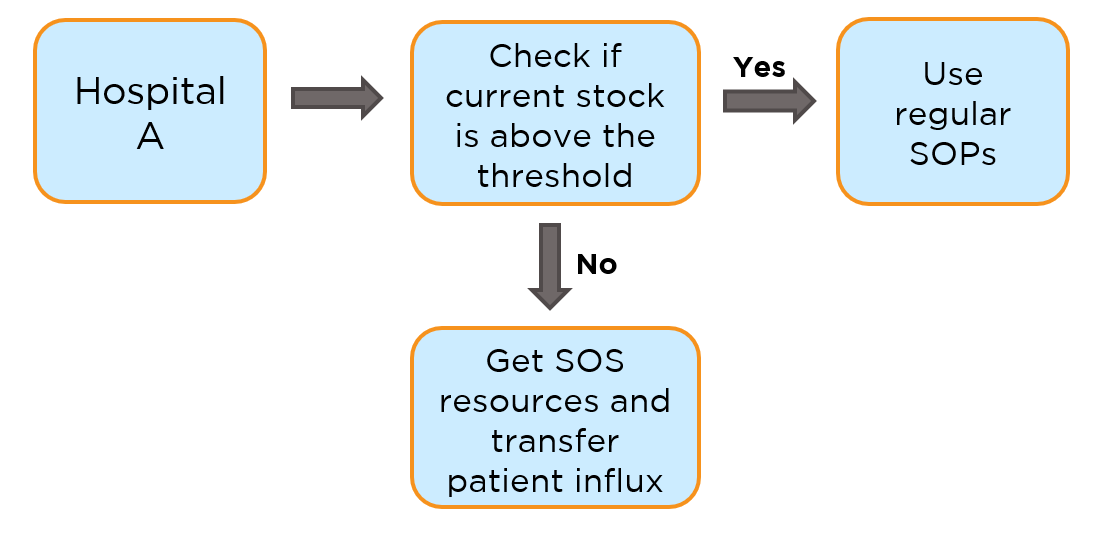 Hospital
A
Check if
current stock
is above the
threshold
Yes
Use
regular
SOPs
No
Get SOS
resources and
transfer
patient influx